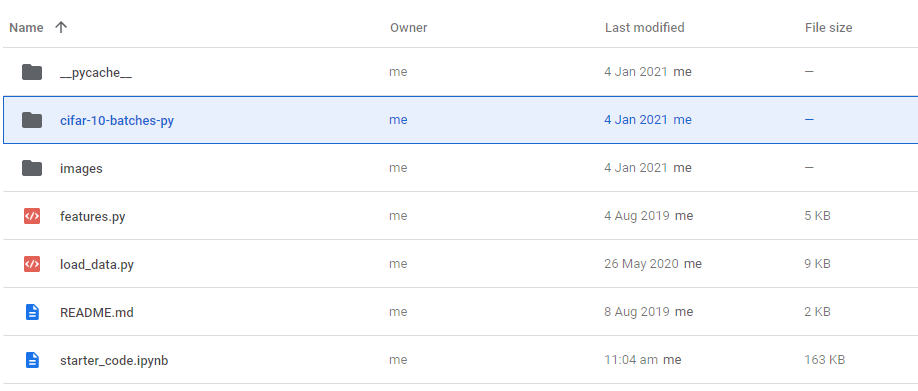 Name Owner Last modified File size
__pycache__ me 4 Jan 2021 me —
cifar-10-batches-py me 4 Jan 2021 me —
images me 4 Jan 2021 me —
features.py me 4 Aug 2019 me 5 KB
load_data.py me 26 May 2020 me 9 KB
README.md me 8 Aug 2019 me 2 KB
starter_code.ipynb me 11:04 am me 163 KB